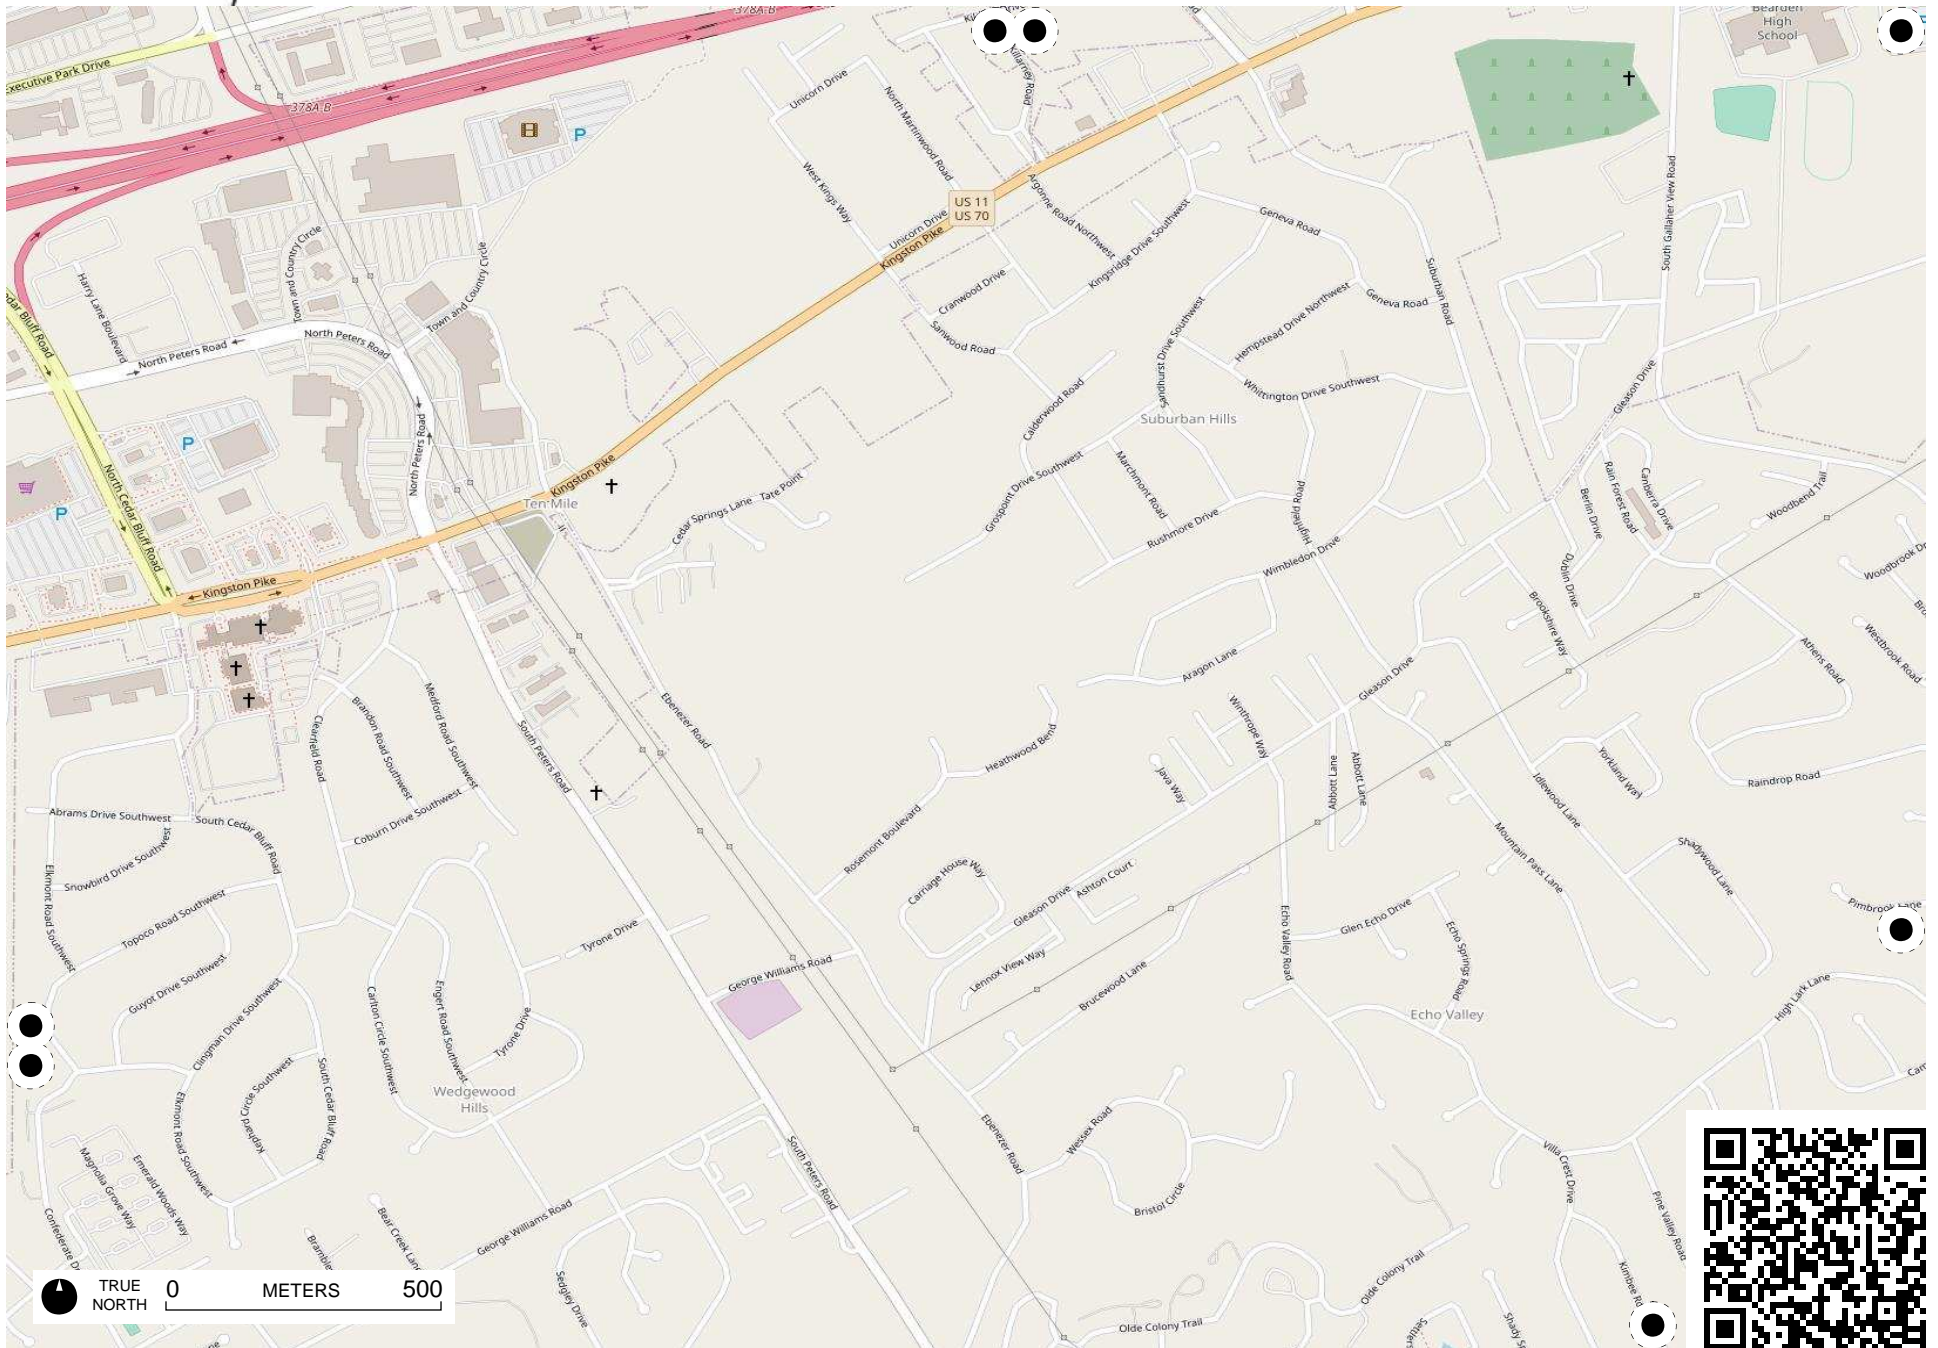 378A-B
Bearden
High
School
Executive Park Drive
378A-B
Unicorn Drive
North Martinwood Road
Killarney Road
West Kings Way
US 11
US 70
Unicorn Drive
Kingston Pike
Argonne Road Northwest
Kingsridge Drive Southwest
Geneva Road
South Gallaher View Road
Suburban Road
Geneva Road
Hempstead Drive Northwest
Cranwood Drive
Sanwood Road
Sandhurst Drive Southwest
Whittington Drive Southwest
Gleason Drive
Town and Country Circle
Town and Country Circle
Harry Lane Boulevard
North Peters Road
North Peters Road
Cedar Bluff Road
North Peters Road
North Cedar Bluff Road
Calderwood Road
Suburban Hills
Grospoint Drive Southwest
Marchmont Road
Rushmore Drive
Highfield Road
Wimbledon Drive
Kingston Pike
Ten Mile
Tate Point
Cedar Springs Lane
Kingston Pike
Berlin Drive
Rain Forest Road
Canberra Drive
Dublin Drive
Woodbend Trail
Brookshire Way
Athens Road
Westbrook Road
Aragon Lane
Gleason Drive
Winthrope Way
Heathwood Bend
Java Way
Abbott Lane
Abbott Lane
Idlewood Lane
Yorkland Way
Raindrop Road
Ebenezer Road
South Peters Road
Medford Road Southwest
Brandon Road Southwest
Clearfield Road
Coburn Drive Southwest
Abrams Drive Southwest
South Cedar Bluff Road
Snowbird Drive Southwest
Elkmont Road Southwest
Topoco Road Southwest
Guyot Drive Southwest
Clingman Drive Southwest
Rosemont Boulevard
Carriage House Way
Gleason Drive
Ashton Court
Lennox View Way
Brucewood Lane
Mountain Pass Lane
Shadywood Lane
Glen Echo Drive
Echo Valley Road
Echo Springs Road
Echo Valley
High Lark Lane
Pimbrook Lane
Tyrone Drive
George Williams Road
Carlton Circle Southwest
Engert Road Southwest
Tyrone Drive
Wedgewood
Hills
South Cedar Bluff Road
Kaphard Circle Southwest
Elkmont Road Southwest
Magnolia Grove Way
Emerald Woods Way
Bear Creek Lane
George Williams Road
South Peters Road
Ebenezer Road
Wessex Road
Bristol Circle
Villa Crest Drive
Pine Valley Road
Olde Colony Trail
Olde Colony Trail
Sedgley Drive
TRUE
NORTH
0 METERS 500